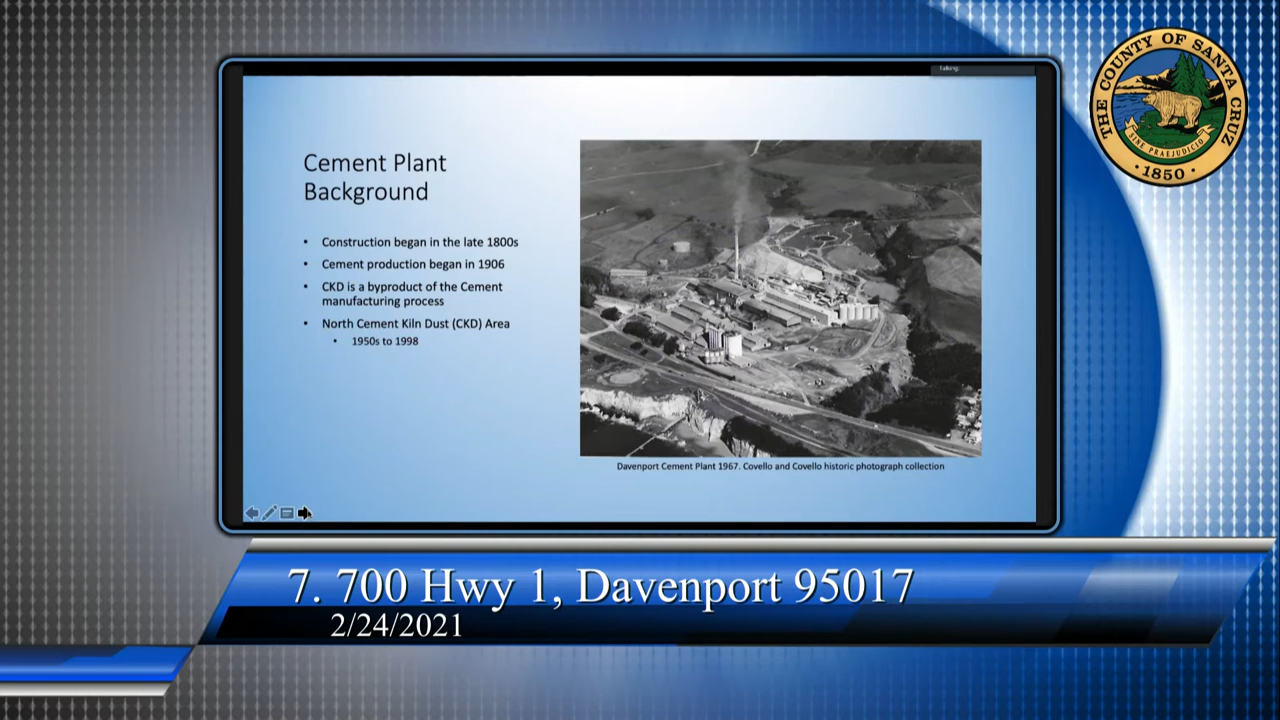 Talking:
THE COUNTY OF SANTA CRUZ
SINE PRAEJUDICIO
• 1850 •
Cement Plant
Background
• Construction began in the late 1800s
• Cement production began in 1906
• CKD is a byproduct of the Cement
manufacturing process
• North Cement Kiln Dust (CKD) Area
• 1950s to 1998
Davenport Cement Plant 1967. Covello and Covello historic photograph collection
7. 700 Hwy 1, Davenport 95017
2/24/2021